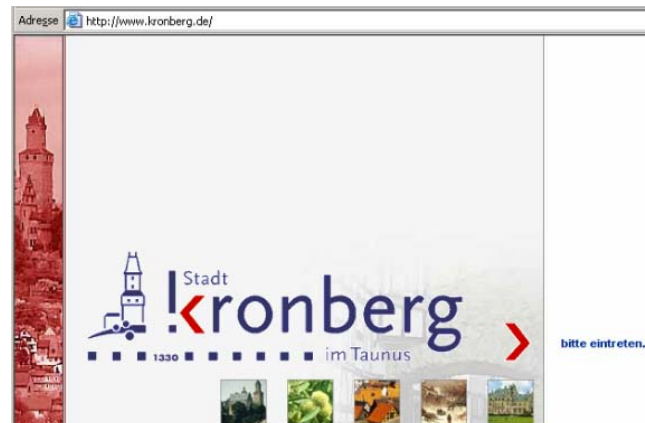 Adresse http://www.kronberg.de/
Stadt
kronberg
1330 im Taunus
bitte eintreten.